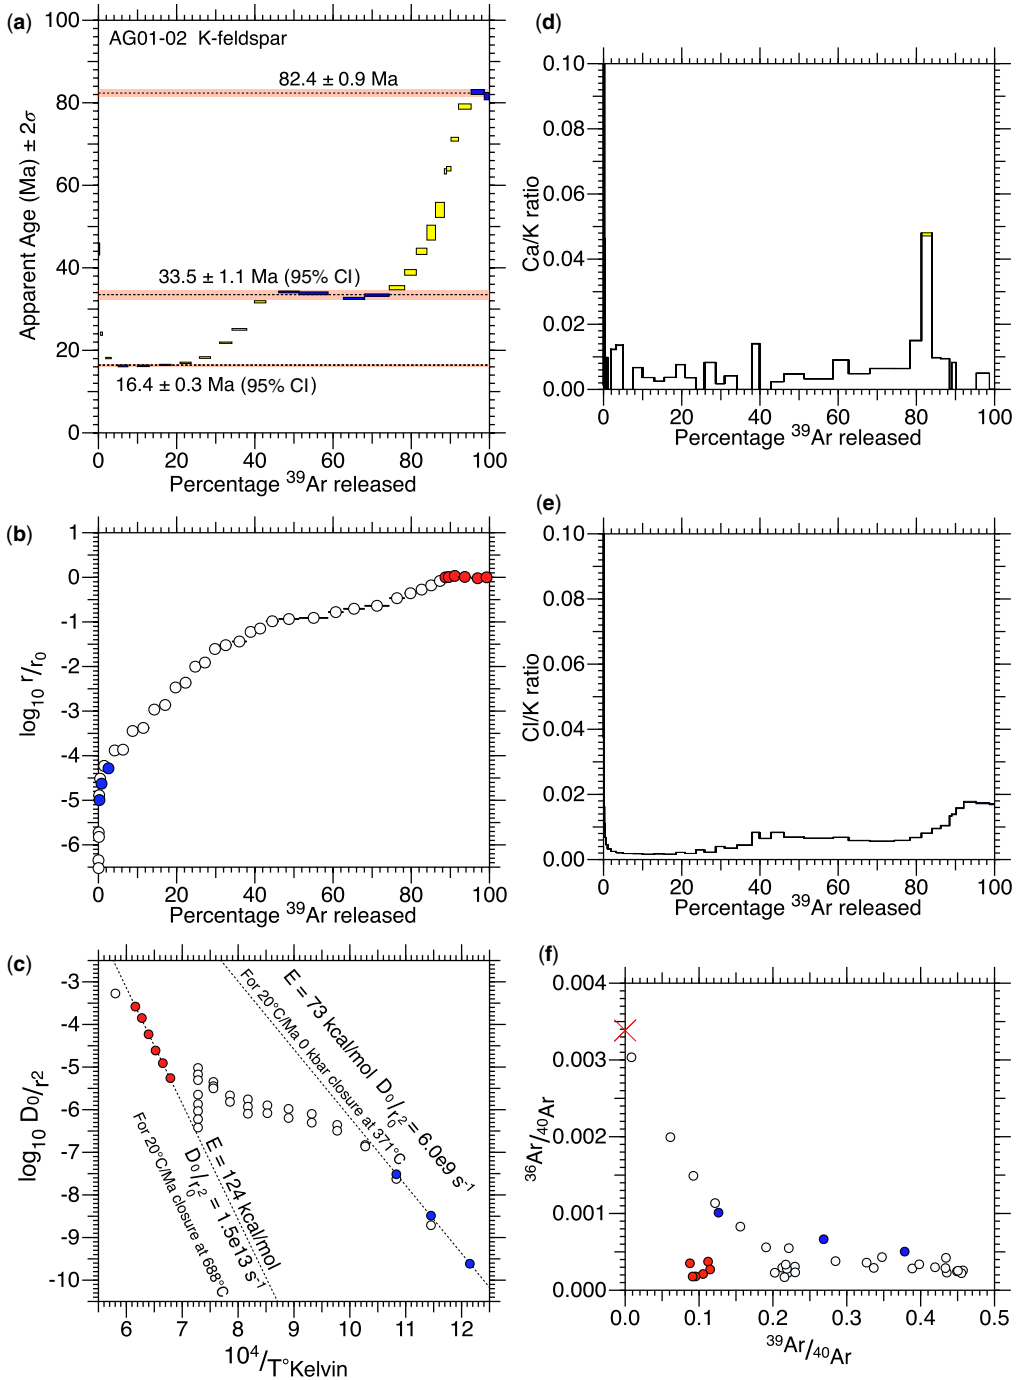 (a)
100
80
60
40
20
0
Apparent Age (Ma) ± 2σ
AG01-02 K-feldspar
82.4 ± 0.9 Ma
33.5 ± 1.1 Ma (95% CI)
16.4 ± 0.3 Ma (95% CI)
0 20 40 60 80 100
Percentage ³⁹Ar released
(b)
1
0
-1
-2
-3
-4
-5
-6
log₁₀ r/r₀
0 20 40 60 80 100
Percentage ³⁹Ar released
(c)
-3
-4
-5
-6
-7
-8
-9
-10
log₁₀ D₀/r²
E = 73 kcal/mol D₀/r₀² = 6.0e9 s⁻¹
For 20°C/Ma 0 kbar closure at 371°C
E = 124 kcal/mol
D₀/r₀² = 1.5e13 s⁻¹
For 20°C/Ma closure at 688°C
6 7 8 9 10 11 12
10⁴/T°Kelvin
(d)
0.10
0.08
0.06
0.04
0.02
0.00
Ca/K ratio
0 20 40 60 80 100
Percentage ³⁹Ar released
(e)
0.10
0.08
0.06
0.04
0.02
0.00
Cl/K ratio
0 20 40 60 80 100
Percentage ³⁹Ar released
(f)
0.004
0.003
0.002
0.001
0.000
³⁶Ar/⁴⁰Ar
0.0 0.1 0.2 0.3 0.4 0.5
³⁹Ar/⁴⁰Ar